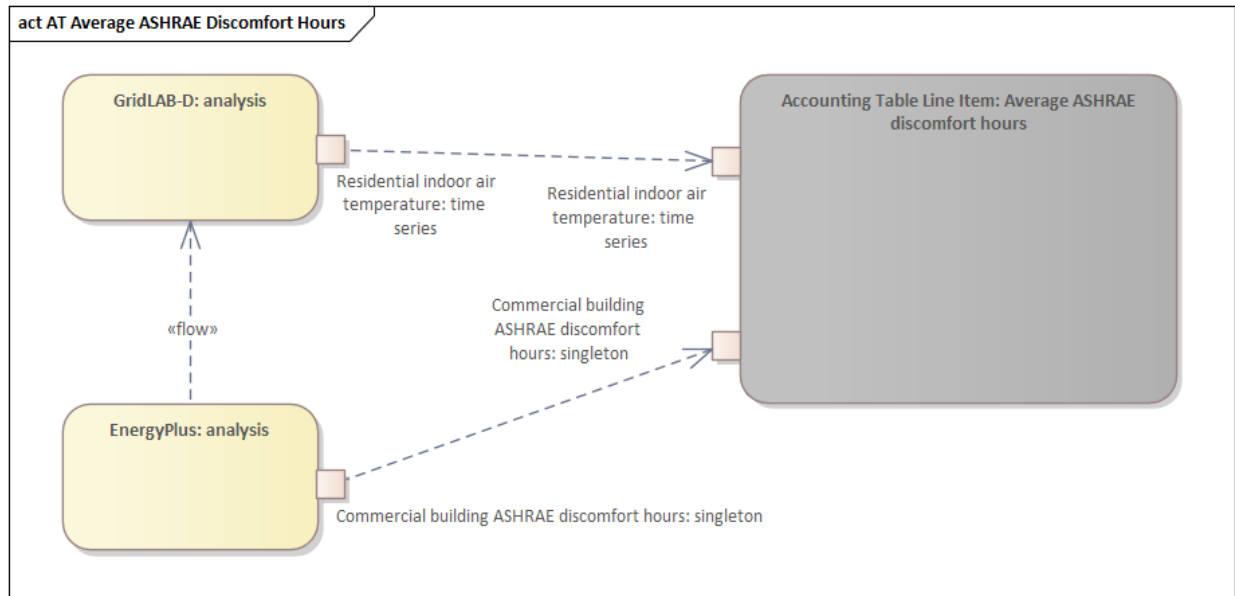 act AT Average ASHRAE Discomfort Hours
GridLAB-D: analysis
Accounting Table Line Item: Average ASHRAE
discomfort hours
Residential indoor air
temperature: time
series
Residential indoor air
temperature: time
series
Commercial building
ASHRAE discomfort
hours: singleton
«flow»
EnergyPlus: analysis
Commercial building ASHRAE discomfort hours: singleton